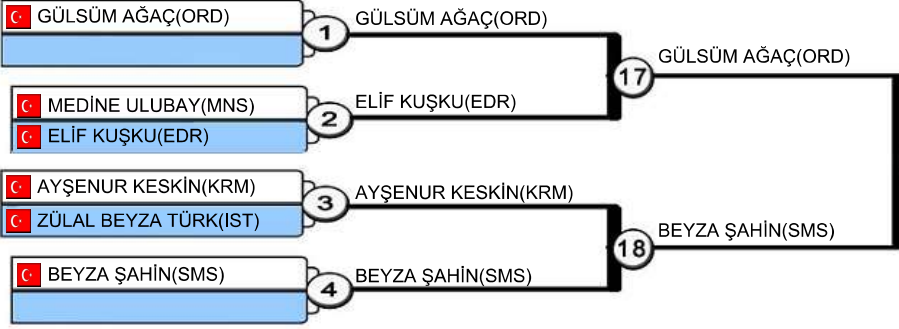 GÜLSÜM AĞAÇ(ORD)
1
GÜLSÜM AĞAÇ(ORD)
MEDİNE ULUBAY(MNS)
ELİF KUŞKU(EDR)
2
ELİF KUŞKU(EDR)
17
GÜLSÜM AĞAÇ(ORD)
AYŞENUR KESKİN(KRM)
ZÜLAL BEYZA TÜRK(IST)
3
AYŞENUR KESKİN(KRM)
BEYZA ŞAHİN(SMS)
4
BEYZA ŞAHİN(SMS)
18
BEYZA ŞAHİN(SMS)